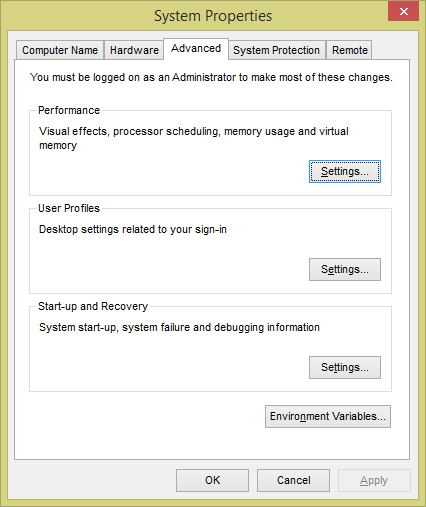 System Properties
Computer Name Hardware Advanced System Protection Remote
You must be logged on as an Administrator to make most of these changes.
Performance
Visual effects, processor scheduling, memory usage and virtual
memory
Settings...
User Profiles
Desktop settings related to your sign-in
Settings...
Start-up and Recovery
System start-up, system failure and debugging information
Settings...
Environment Variables...
OK Cancel Apply